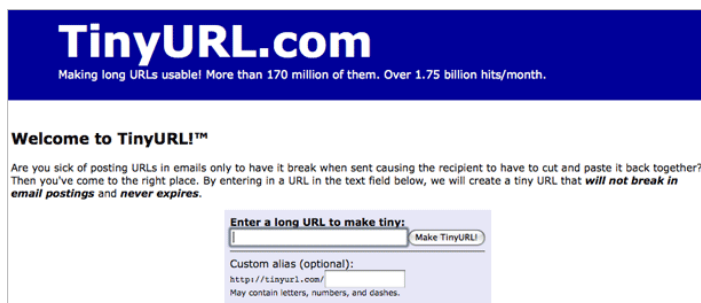 TinyURL.com
Making long URLs usable! More than 170 million of them. Over 1.75 billion hits/month.
Welcome to TinyURL!™
Are you sick of posting URLs in emails only to have it break when sent causing the recipient to have to cut and paste it back together?
Then you've come to the right place. By entering in a URL in the text field below, we will create a tiny URL that will not break in
email postings and never expires.
Enter a long URL to make tiny:
Make TinyURL!
Custom alias (optional):
http://tinyurl.com/
May contain letters, numbers, and dashes.